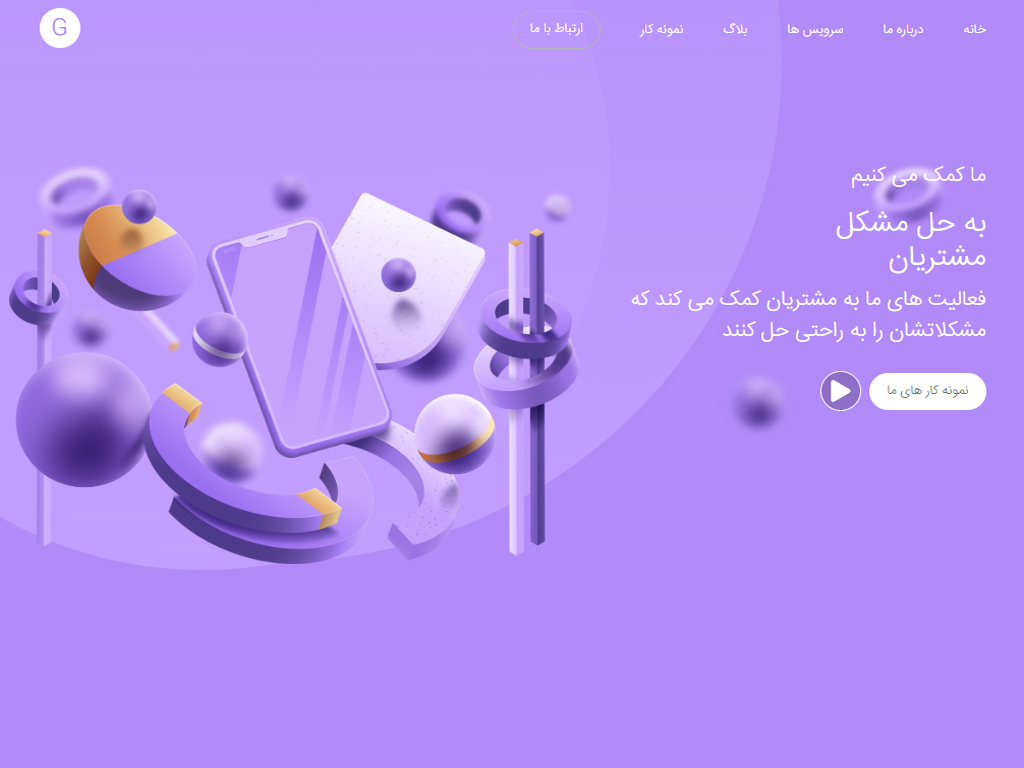 خانه
درباره ما
سرویس ها
بلاگ
نمونه کار
ارتباط با ما
G
ما کمک می کنیم
به حل مشکل
مشتریان
فعالیت های ما به مشتریان کمک می کند که
مشکلاتشان را به راحتی حل کنند
نمونه کار های ما